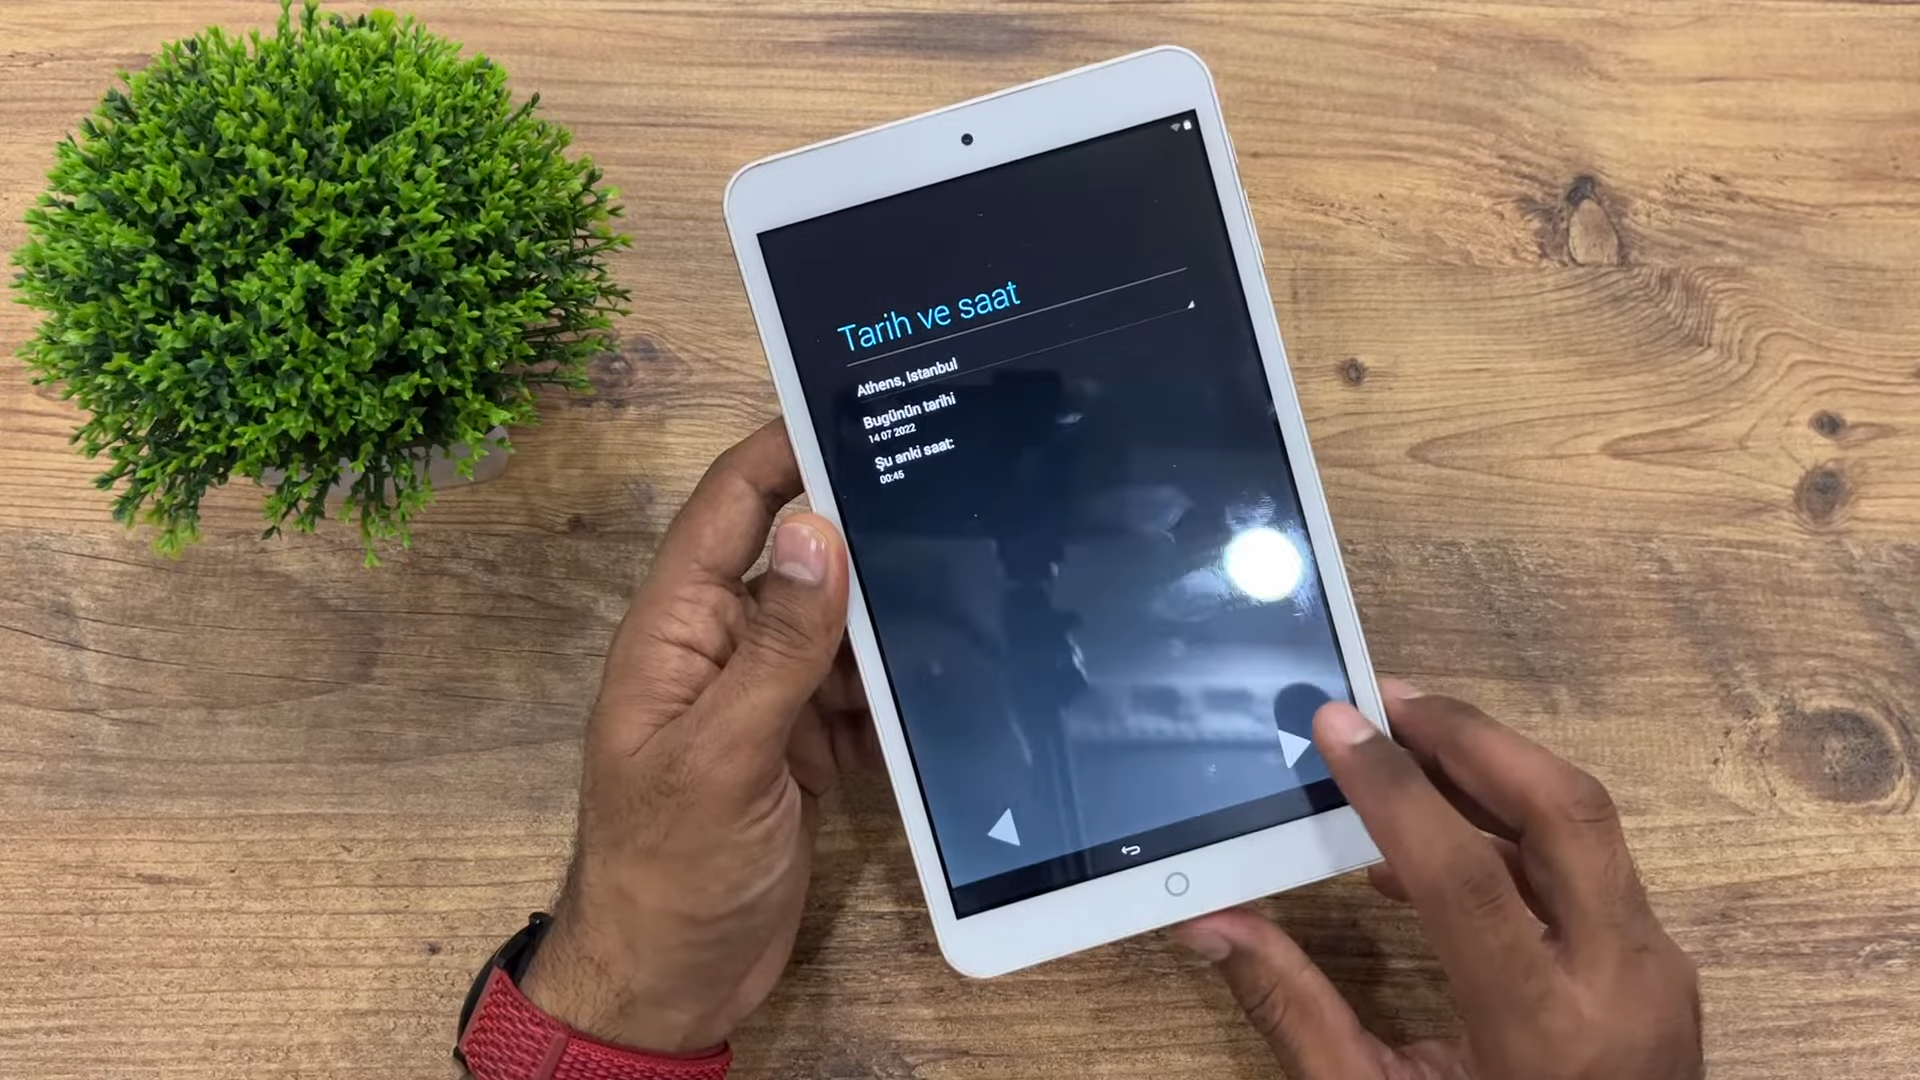 Tarih ve saat
Athens, Istanbul
Bugünün tarihi
14 07 2022
Şu anki saat:
00:45